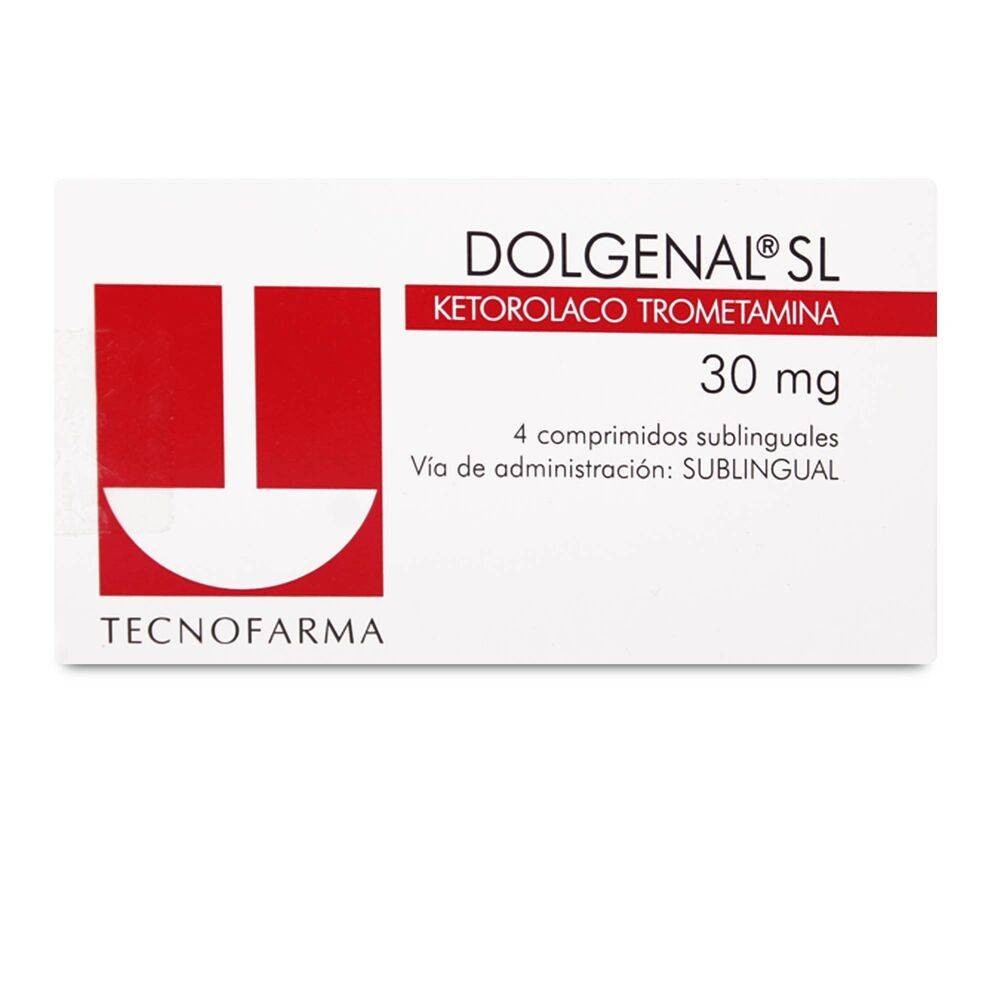 DOLGENAL® SL
KETOROLACO TROMETAMINA
30 mg
4 comprimidos sublinguales
Vía de administración: SUBLINGUAL
TECNOFARMA